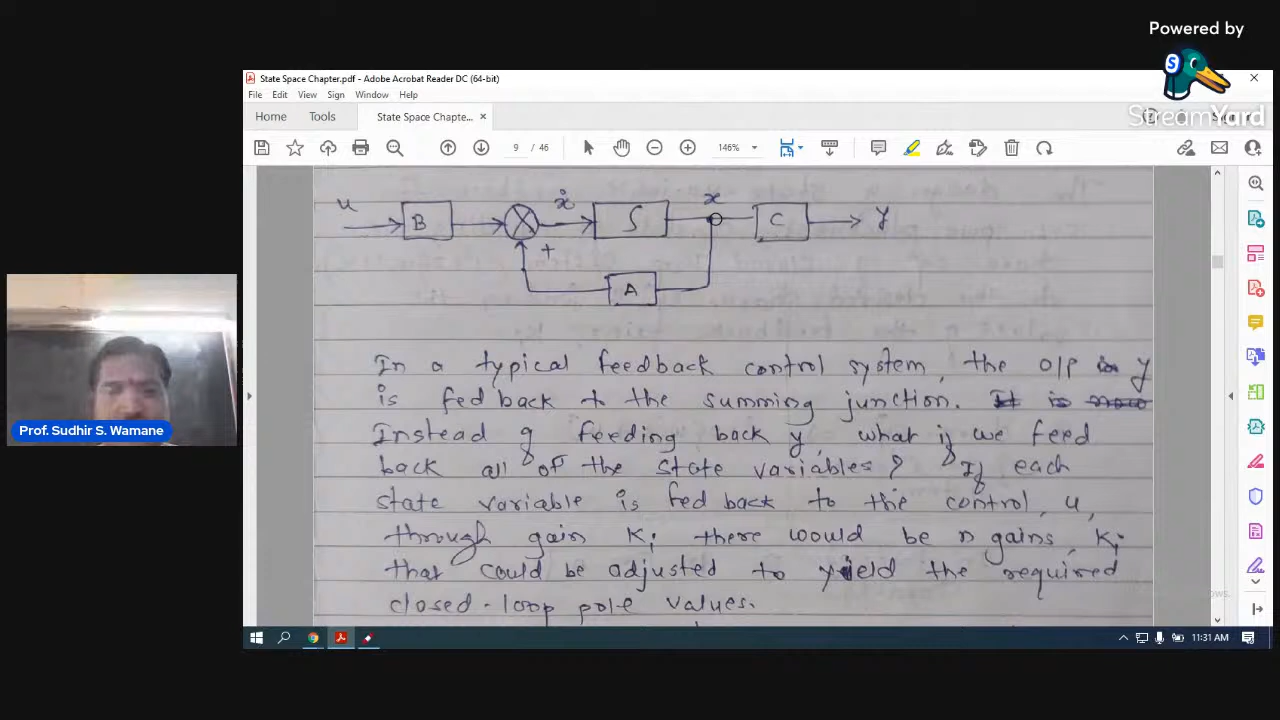 Powered by
StreamYard
State Space Chapter.pdf - Adobe Acrobat Reader DC (64-bit)
File Edit View Sign Window Help
Home Tools State Space Chapte...
9 / 46 146%
u B ẋ ∫ x C y
+
A
In a typical feedback control system, the o/p in y
is fed back to the summing junction. It is
Instead of feeding back y, what if we feed
back all of the state variables? If each
state variable is fed back to the control, u,
through gain Ki there would be n gains, Ki
that could be adjusted to yield the required
closed-loop pole values.
Prof. Sudhir S. Wamane
11:31 AM